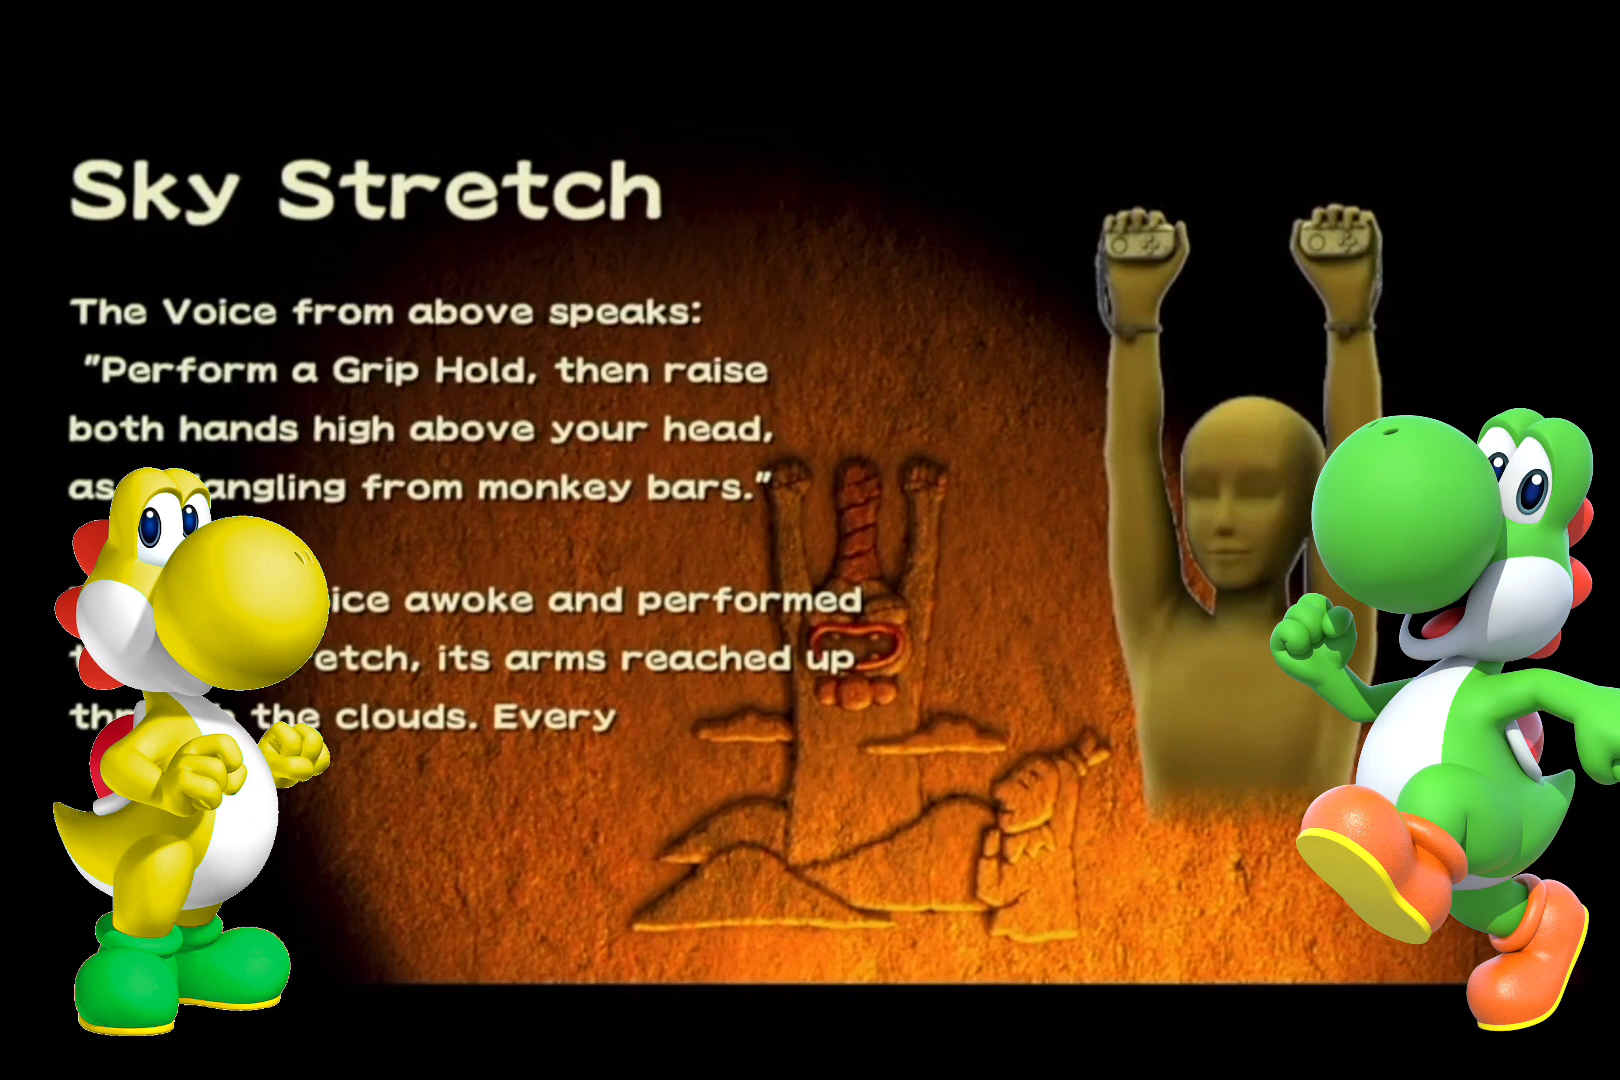 Sky Stretch
The Voice from above speaks:
"Perform a Grip Hold, then raise
both hands high above your head,
as angling from monkey bars."
ice awoke and performed
t etch, its arms reached up
thr h the clouds. Every